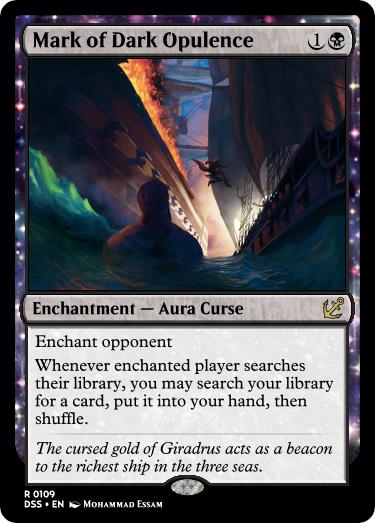 Mark of Dark Opulence 1
Enchantment — Aura Curse
Enchant opponent
Whenever enchanted player searches
their library, you may search your library
for a card, put it into your hand, then
shuffle.
The cursed gold of Giradrus acts as a beacon
to the richest ship in the three seas.
R 0109
DSS • EN MOHAMMAD ESSAM